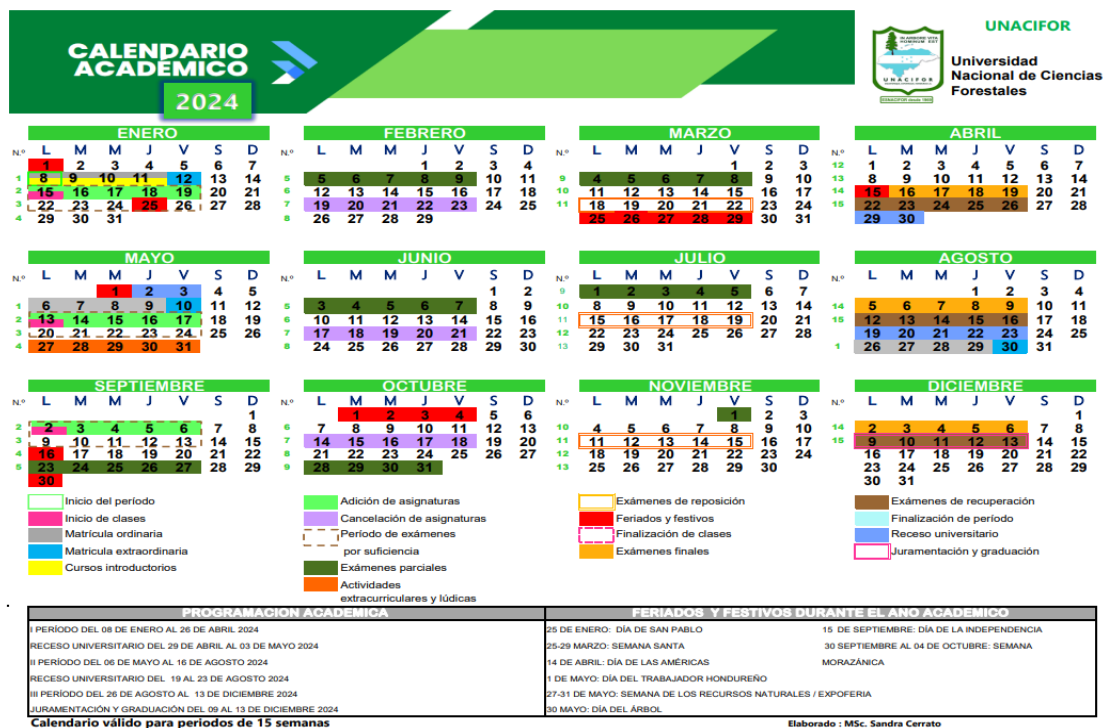 CALENDARIO
ACADÉMICO
2024
IN ARBORE VITA
HOMINUM EST
UNACIFOR
ESNACIFOR desde 1969
UNACIFOR
Universidad
Nacional de Ciencias
Forestales
ENERO
N.º L M M J V S D
1 2 3 4 5 6 7
1 8 9 10 11 12 13 14
2 15 16 17 18 19 20 21
3 22 23 24 25 26 27 28
4 29 30 31
FEBRERO
N.º L M M J V S D
1 2 3 4
5 5 6 7 8 9 10 11
6 12 13 14 15 16 17 18
7 19 20 21 22 23 24 25
8 26 27 28 29
MARZO
N.º L M M J V S D
1 2 3
9 4 5 6 7 8 9 10
10 11 12 13 14 15 16 17
11 18 19 20 21 22 23 24
25 26 27 28 29 30 31
ABRIL
N.º L M M J V S D
12 1 2 3 4 5 6 7
13 8 9 10 11 12 13 14
14 15 16 17 18 19 20 21
15 22 23 24 25 26 27 28
29 30
MAYO
N.º L M M J V S D
1 2 3 4 5
1 6 7 8 9 10 11 12
2 13 14 15 16 17 18 19
3 20 21 22 23 24 25 26
4 27 28 29 30 31
JUNIO
N.º L M M J V S D
1 2
5 3 4 5 6 7 8 9
6 10 11 12 13 14 15 16
7 17 18 19 20 21 22 23
8 24 25 26 27 28 29 30
JULIO
N.º L M M J V S D
9 1 2 3 4 5 6 7
10 8 9 10 11 12 13 14
11 15 16 17 18 19 20 21
12 22 23 24 25 26 27 28
13 29 30 31
AGOSTO
N.º L M M J V S D
1 2 3 4
14 5 6 7 8 9 10 11
15 12 13 14 15 16 17 18
19 20 21 22 23 24 25
1 26 27 28 29 30 31
SEPTIEMBRE
N.º L M M J V S D
1
2 2 3 4 5 6 7 8
3 9 10 11 12 13 14 15
4 16 17 18 19 20 21 22
5 23 24 25 26 27 28 29
30
OCTUBRE
N.º L M M J V S D
1 2 3 4 5 6
6 7 8 9 10 11 12 13
7 14 15 16 17 18 19 20
8 21 22 23 24 25 26 27
9 28 29 30 31
NOVIEMBRE
N.º L M M J V S D
1 2 3
10 4 5 6 7 8 9 10
11 11 12 13 14 15 16 17
12 18 19 20 21 22 23 24
13 25 26 27 28 29 30
DICIEMBRE
N.º L M M J V S D
1
14 2 3 4 5 6 7 8
15 9 10 11 12 13 14 15
16 17 18 19 20 21 22
23 24 25 26 27 28 29
30 31
Inicio del período
Inicio de clases
Matrícula ordinaria
Matricula extraordinaria
Cursos introductorios
Adición de asignaturas
Cancelación de asignaturas
Período de exámenes
por suficiencia
Exámenes parciales
Actividades
extracurriculares y lúdicas
Exámenes de reposición
Feriados y festivos
Finalización de clases
Exámenes finales
Exámenes de recuperación
Finalización de período
Receso universitario
Juramentación y graduación
PROGRAMACION ACADEMICA
I PERÍODO DEL 08 DE ENERO AL 26 DE ABRIL 2024
RECESO UNIVERSITARIO DEL 29 DE ABRIL AL 03 DE MAYO 2024
II PERÍODO DEL 06 DE MAYO AL 16 DE AGOSTO 2024
RECESO UNIVERSITARIO DEL 19 AL 23 DE AGOSTO 2024
III PERÍODO DEL 26 DE AGOSTO AL 13 DE DICIEMBRE 2024
JURAMENTACIÓN Y GRADUACIÓN DEL 09 AL 13 DE DICIEMBRE 2024
FERIADOS Y FESTIVOS DURANTE EL ANO ACADEMICO
25 DE ENERO: DÍA DE SAN PABLO
25-29 MARZO: SEMANA SANTA
14 DE ABRIL: DÍA DE LAS AMÉRICAS
1 DE MAYO: DÍA DEL TRABAJADOR HONDUREÑO
27-31 DE MAYO: SEMANA DE LOS RECURSOS NATURALES / EXPOFERIA
30 MAYO: DÍA DEL ÁRBOL
15 DE SEPTIEMBRE: DÍA DE LA INDEPENDENCIA
30 SEPTIEMBRE AL 04 DE OCTUBRE: SEMANA
MORAZÁNICA
Calendario válido para periodos de 15 semanas
Elaborado : MSc. Sandra Cerrato